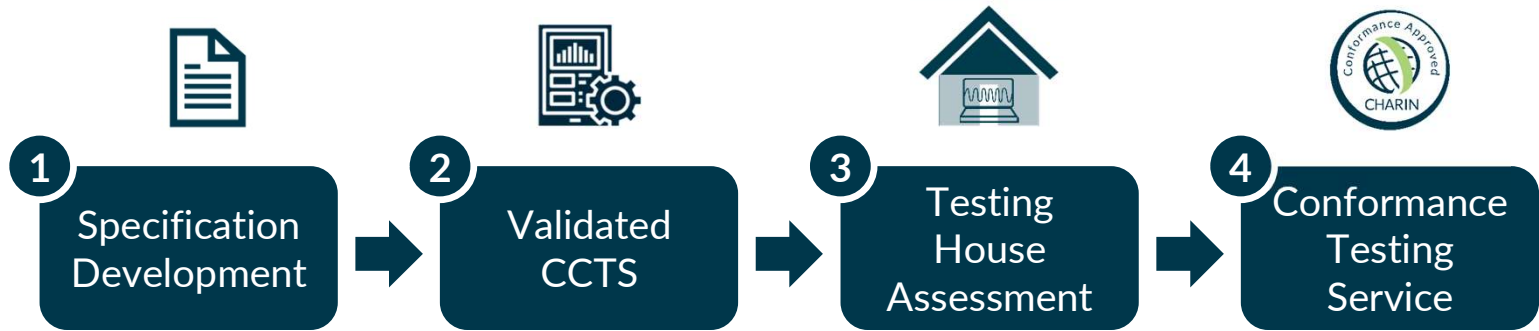 Conformance Approved
CHARIN
1
Specification
Development
2
Validated
CCTS
3
Testing
House
Assessment
4
Conformance
Testing
Service